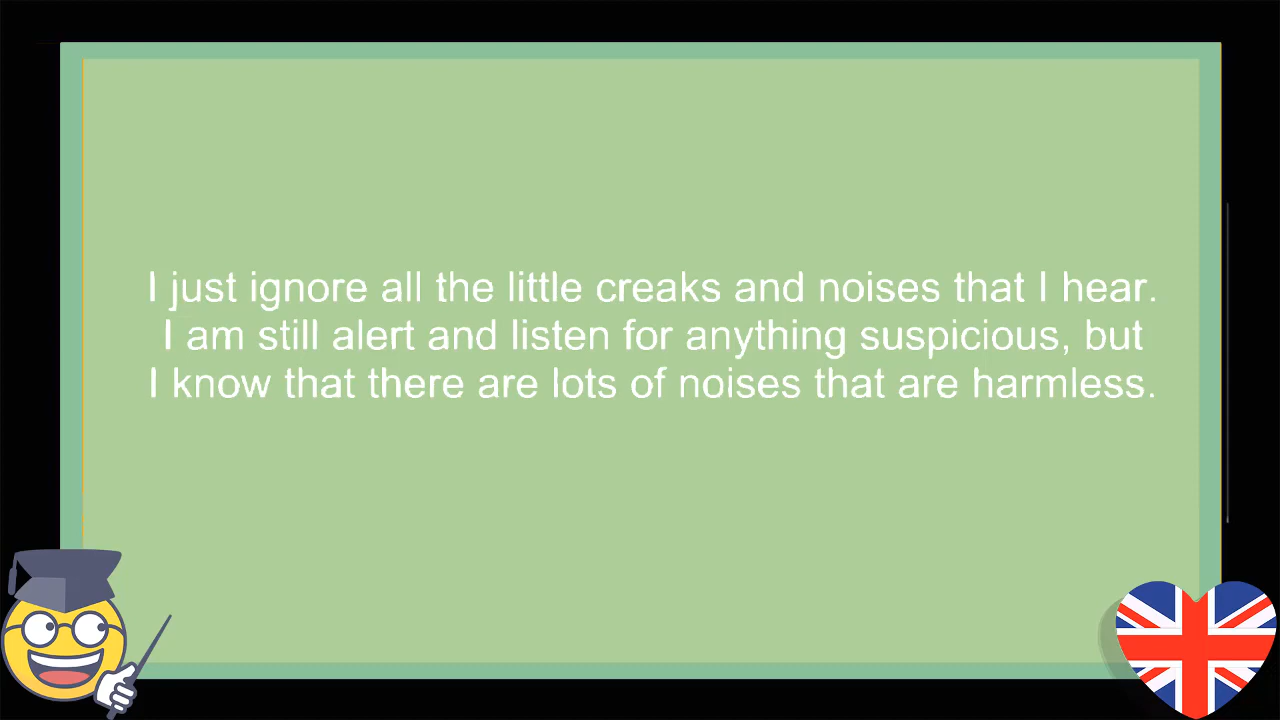 I just ignore all the little creaks and noises that I hear.
I am still alert and listen for anything suspicious, but
I know that there are lots of noises that are harmless.